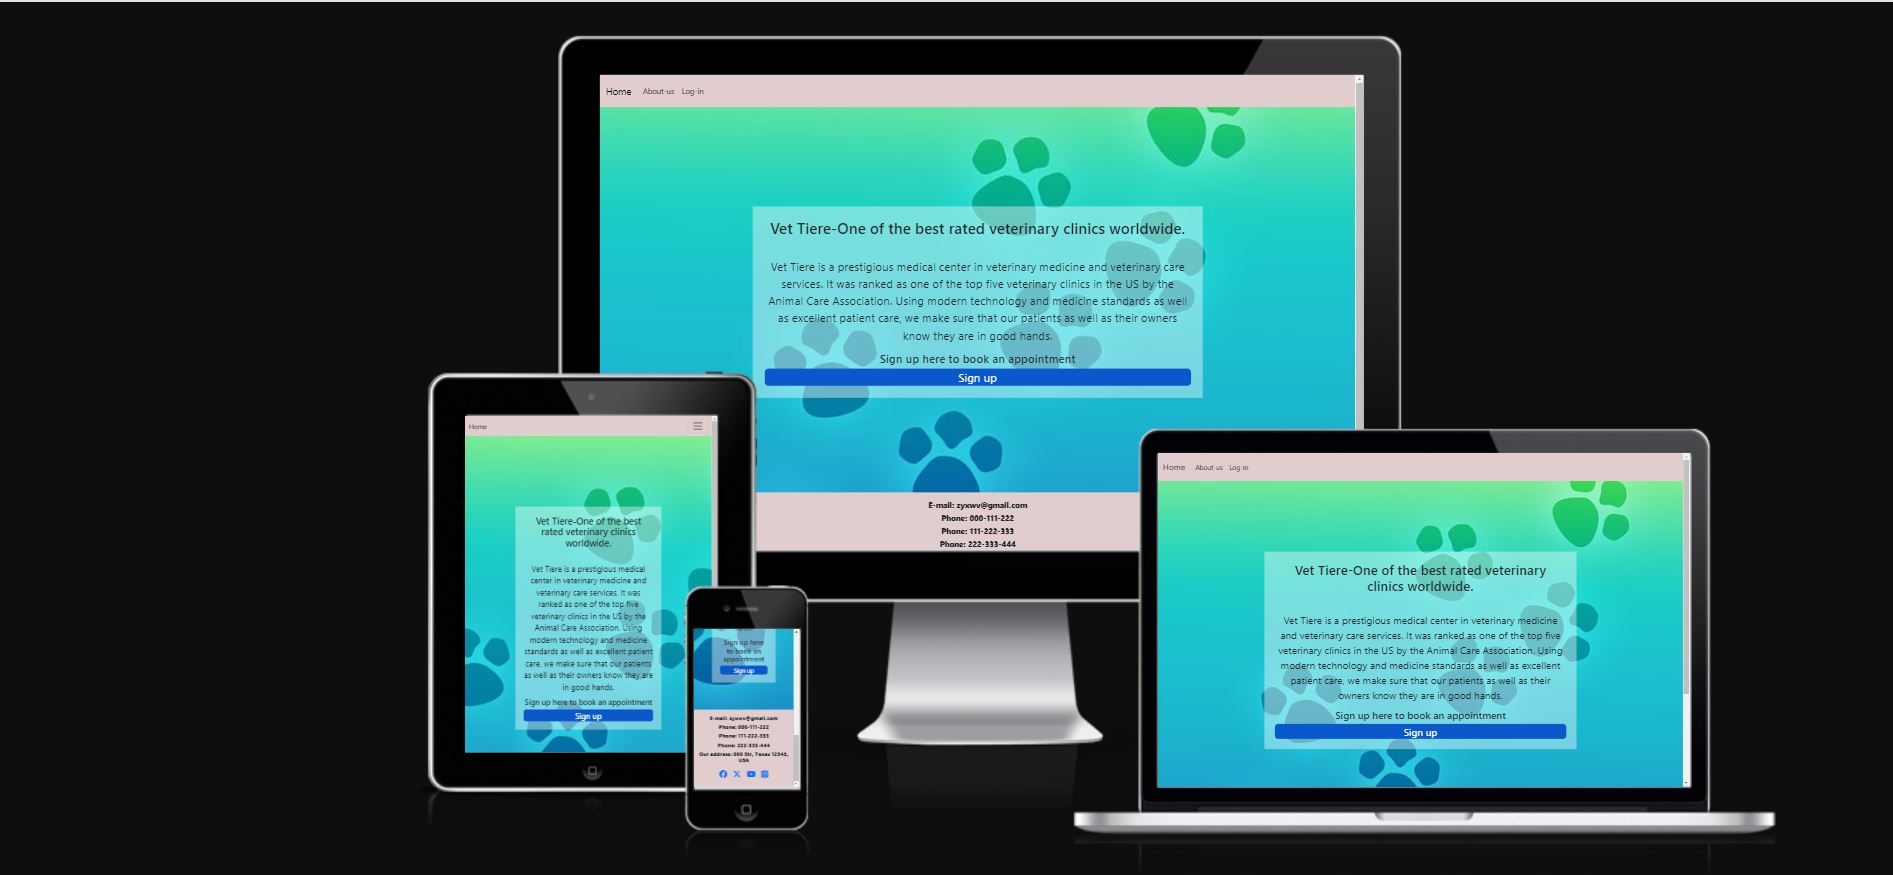 Home About-us Log-in
Vet Tiere-One of the best rated veterinary clinics worldwide.
Vet Tiere is a prestigious medical center in veterinary medicine and veterinary care
services. It was ranked as one of the top five veterinary clinics in the US by the
Animal Care Association. Using modern technology and medicine standards as well
as excellent patient care, we make sure that our patients as well as their owners
know they are in good hands.
Sign up here to book an appointment
Sign up
E-mail: zyxwv@gmail.com
Phone: 000-111-222
Phone: 111-222-333
Phone: 222-333-444
Home
Vet Tiere-One of the best
rated veterinary clinics
worldwide.
Vet Tiere is a prestigious medical
center in veterinary medicine and
veterinary care services. It was
ranked as one of the top five
veterinary clinics in the US by the
Animal Care Association. Using
modern technology and medicine
standards as well as excellent patient
care, we make sure that our patients
as well as their owners know they are
in good hands.
Sign up here to book an appointment
Sign up
Sign up here
to book an
appointment
Sign up
E-mail: zyxwv@gmail.com
Phone: 000-111-222
Phone: 111-222-333
Phone: 222-333-444
Our address: 000 Str, Texas 12343,
USA
Home About-us Log-in
Vet Tiere-One of the best rated veterinary
clinics worldwide.
Vet Tiere is a prestigious medical center in veterinary medicine
and veterinary care services. It was ranked as one of the top five
veterinary clinics in the US by the Animal Care Association. Using
modern technology and medicine standards as well as excellent
patient care, we make sure that our patients as well as their
owners know they are in good hands.
Sign up here to book an appointment
Sign up